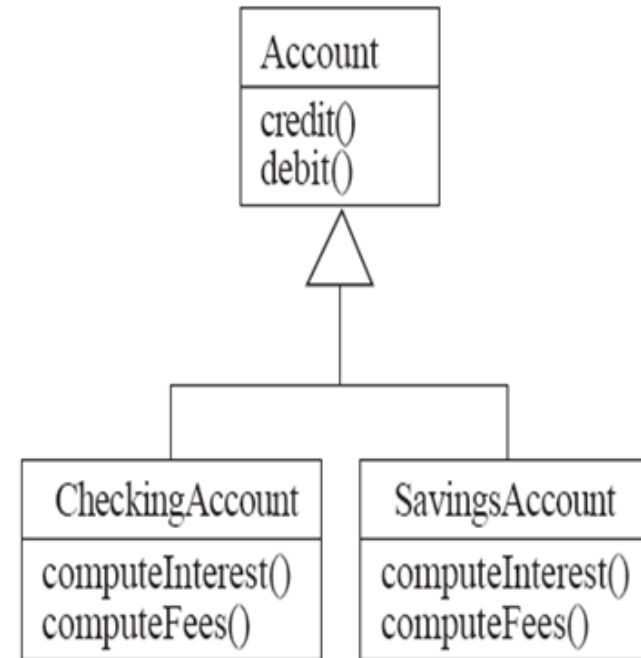 Account
credit()
debit()
CheckingAccount
computeInterest()
computeFees()
SavingsAccount
computeInterest()
computeFees()